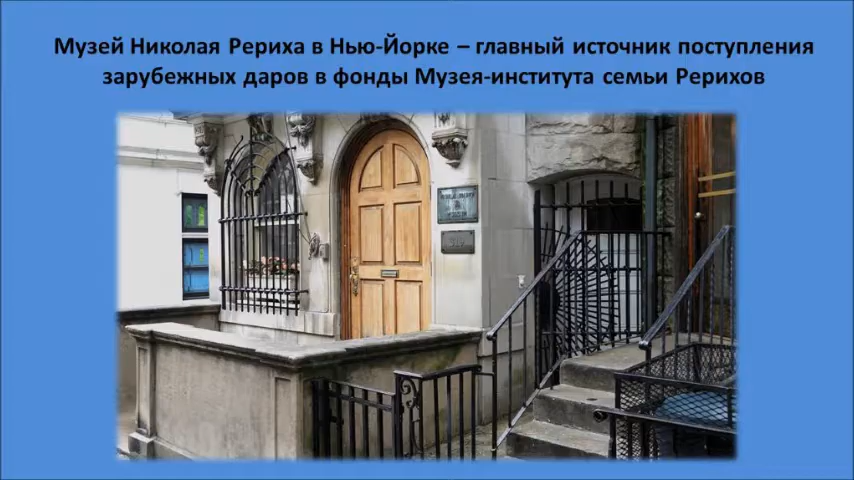 Музей Николая Рериха в Нью-Йорке – главный источник поступления
зарубежных даров в фонды Музея-института семьи Рерихов